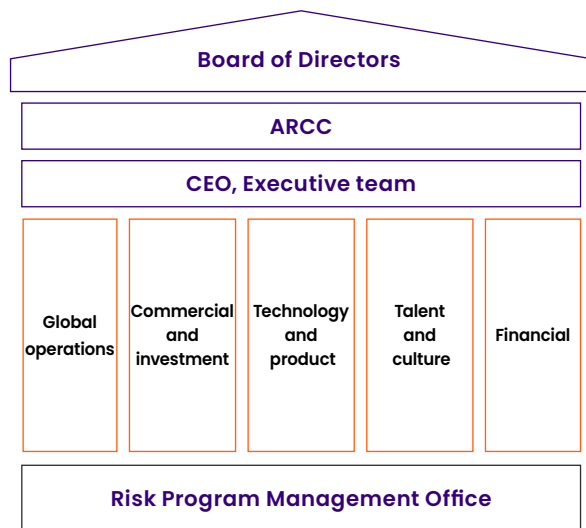 Board of Directors
ARCC
CEO, Executive team
Global
operations
Commercial
and
investment
Technology
and
product
Talent
and
culture
Financial
Risk Program Management Office